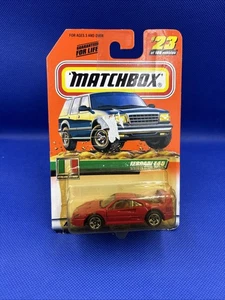 FOR AGES 3 AND OVER
GUARANTEED
FOR LIFE
'23
MATCHBOX
FERRARI F40